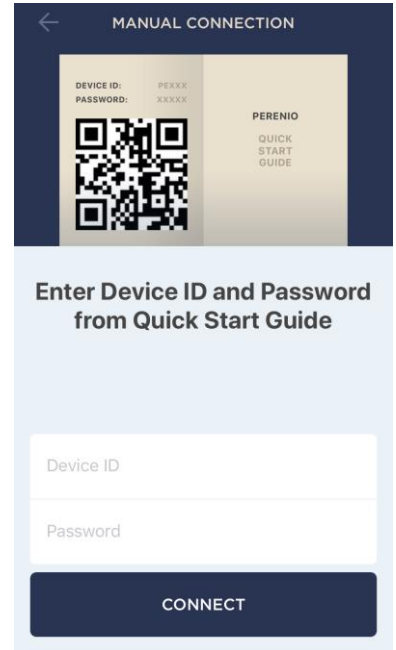 MANUAL CONNECTION
DEVICE ID: PEXXX
PASSWORD: XXXXX
PERENIO
QUICK
START
GUIDE
Enter Device ID and Password
from Quick Start Guide
Device ID
Password
CONNECT